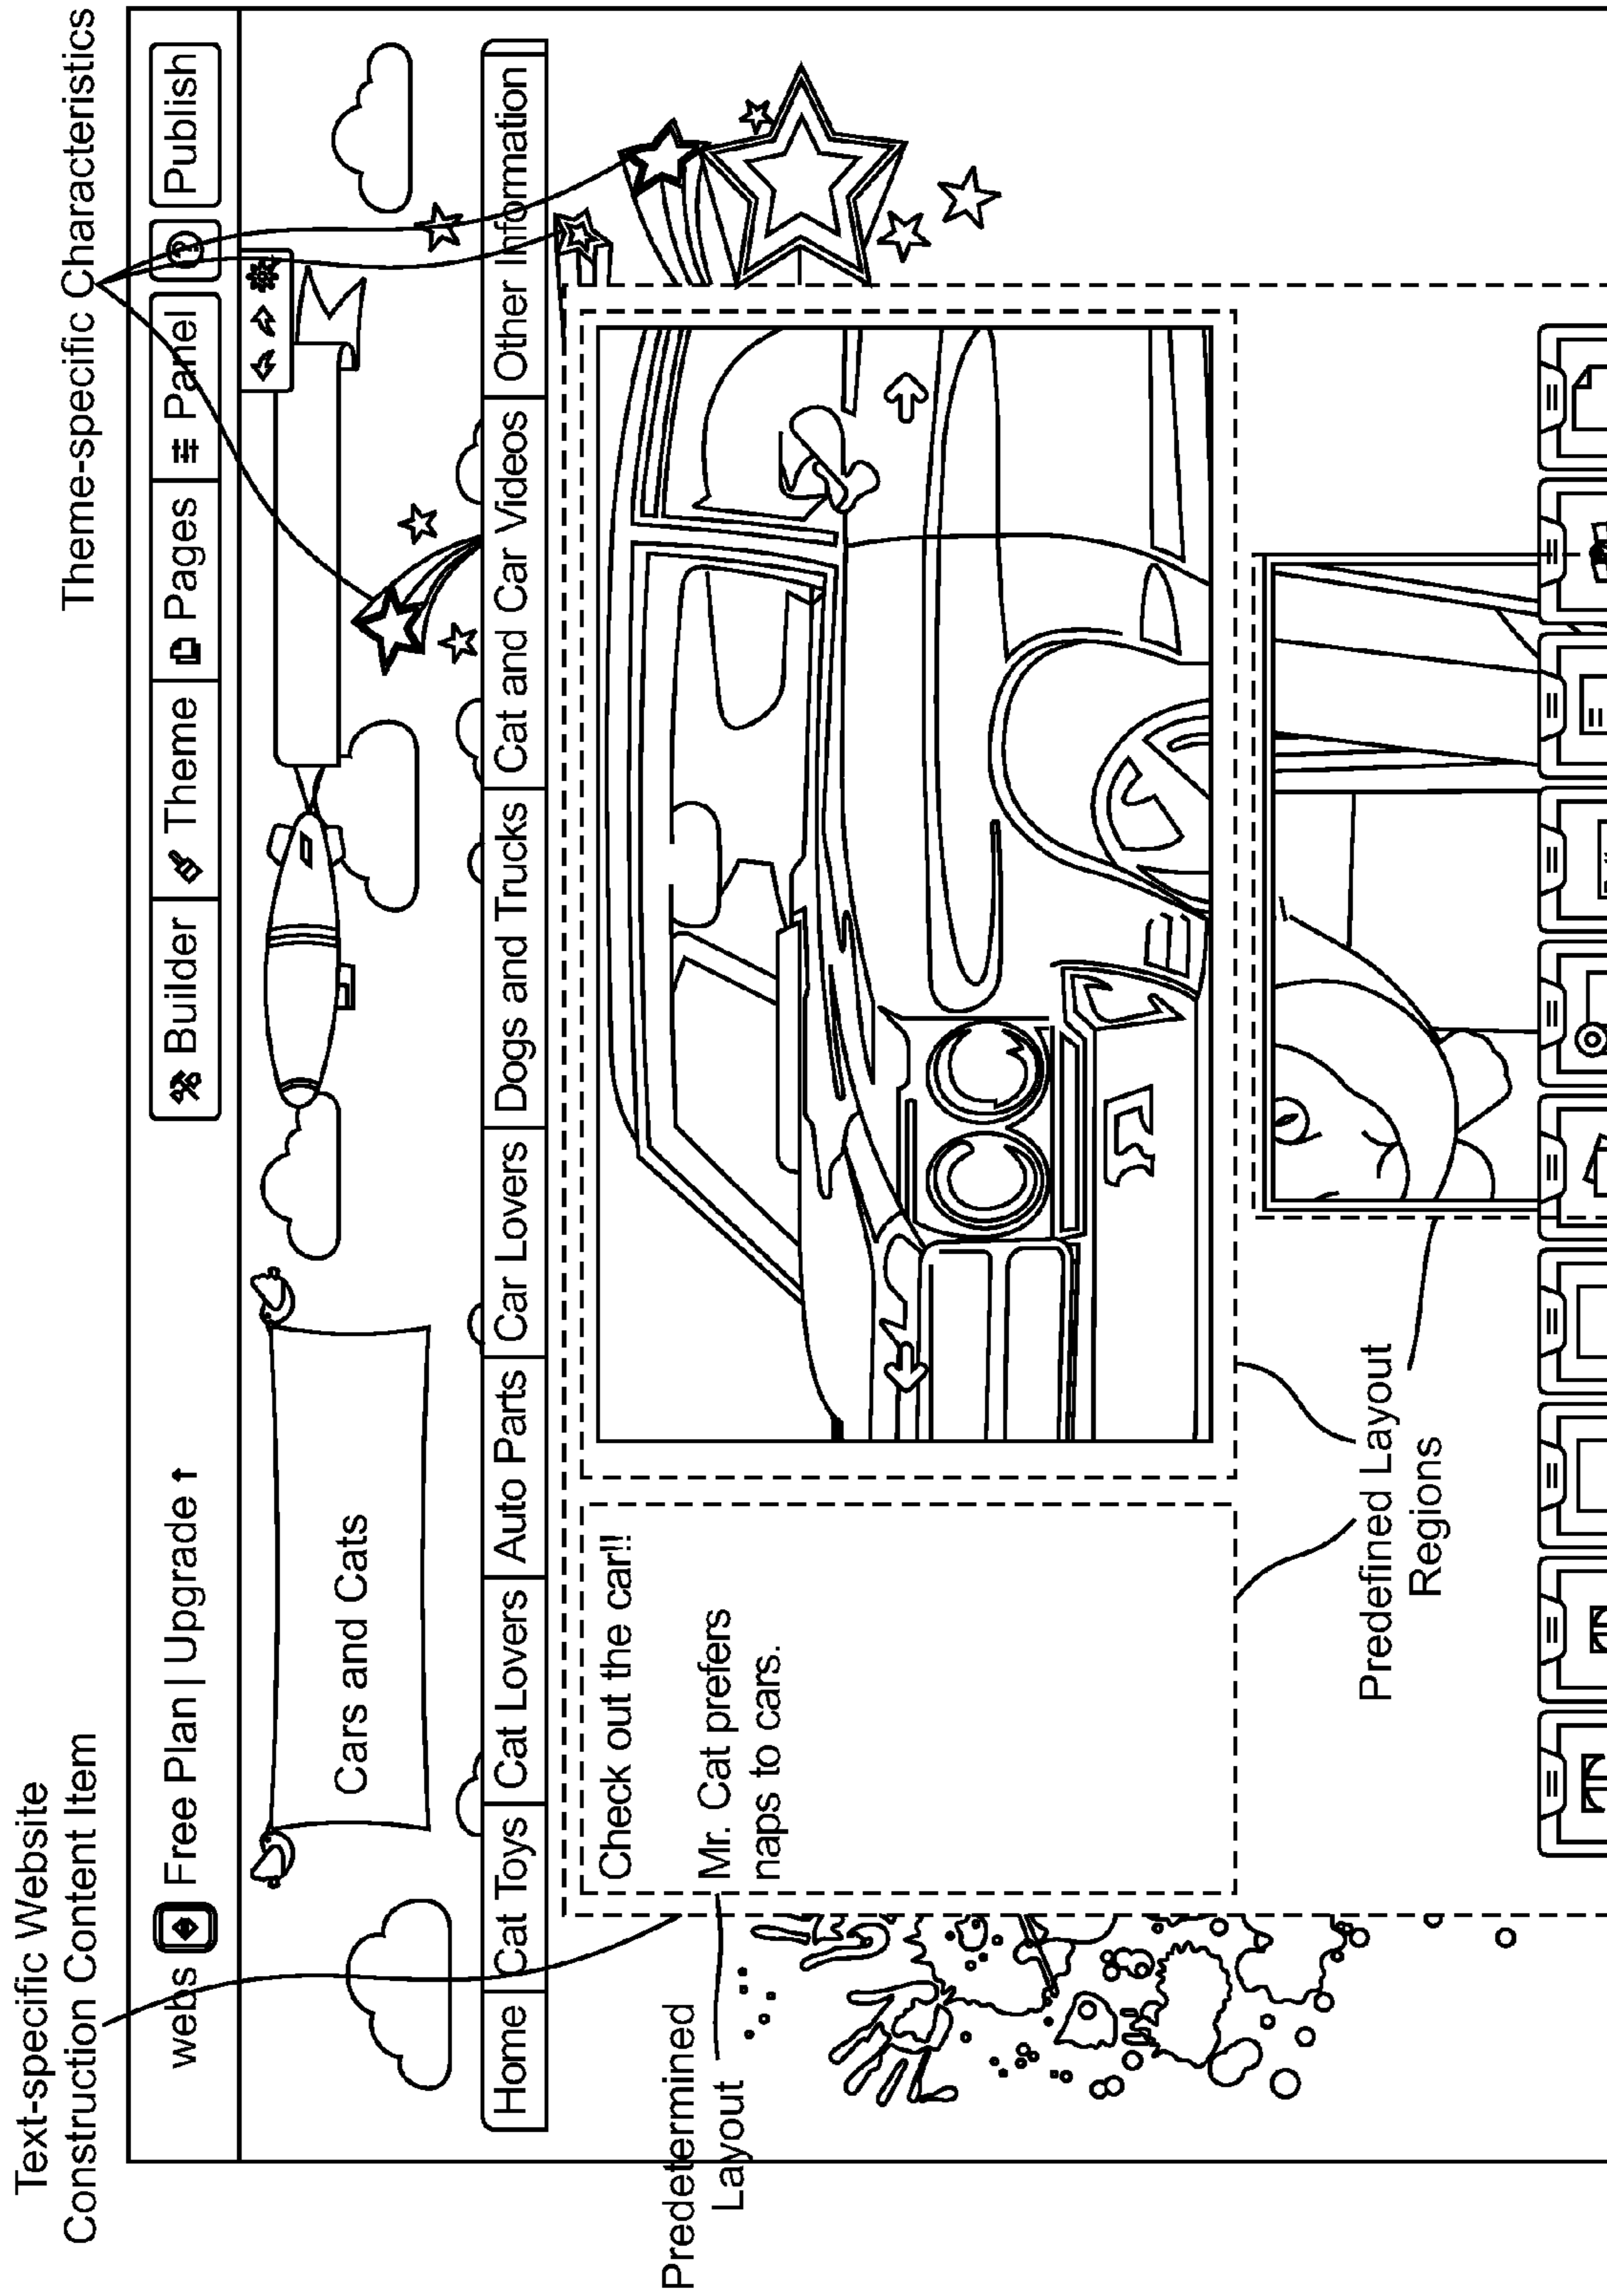 Text-specific Website
Construction Content Item
Theme-specific Characteristics
webs Free Plan | Upgrade ↑ Builder Theme Pages Panel ? Publish
Cars and Cats
Home Cat Toys Cat Lovers Auto Parts Car Lovers Dogs and Trucks Cat and Car Videos Other Information
Check out the car!!
Predetermined
Layout
Mr. Cat prefers
naps to cars.
Predefined Layout
Regions